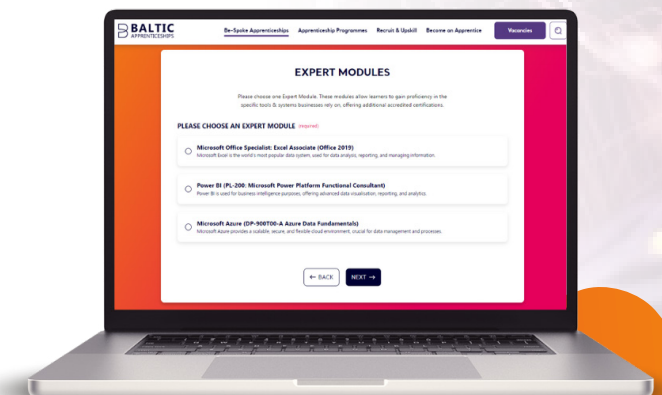 BALTIC
APPRENTICESHIPS
Be-Spoke Apprenticeships Apprenticeship Programmes Recruit & Upskill Become an Apprentice Vacancies
EXPERT MODULES
Please choose one Expert Module. These modules allow learners to gain proficiency in the
specific tools & systems businesses rely on, offering additional accredited certifications.
PLEASE CHOOSE AN EXPERT MODULE (required)
Microsoft Office Specialist: Excel Associate (Office 2019)
Microsoft Excel is the world's most popular data system, used for data analysis, reporting, and managing information.
Power BI (PL-200: Microsoft Power Platform Functional Consultant)
Power BI is used for business intelligence purposes, offering advanced data visualisation, reporting, and analytics.
Microsoft Azure (DP-900T00-A Azure Data Fundamentals)
Microsoft Azure provides a scalable, secure, and flexible cloud environment, crucial for data management and processes.
← BACK NEXT →